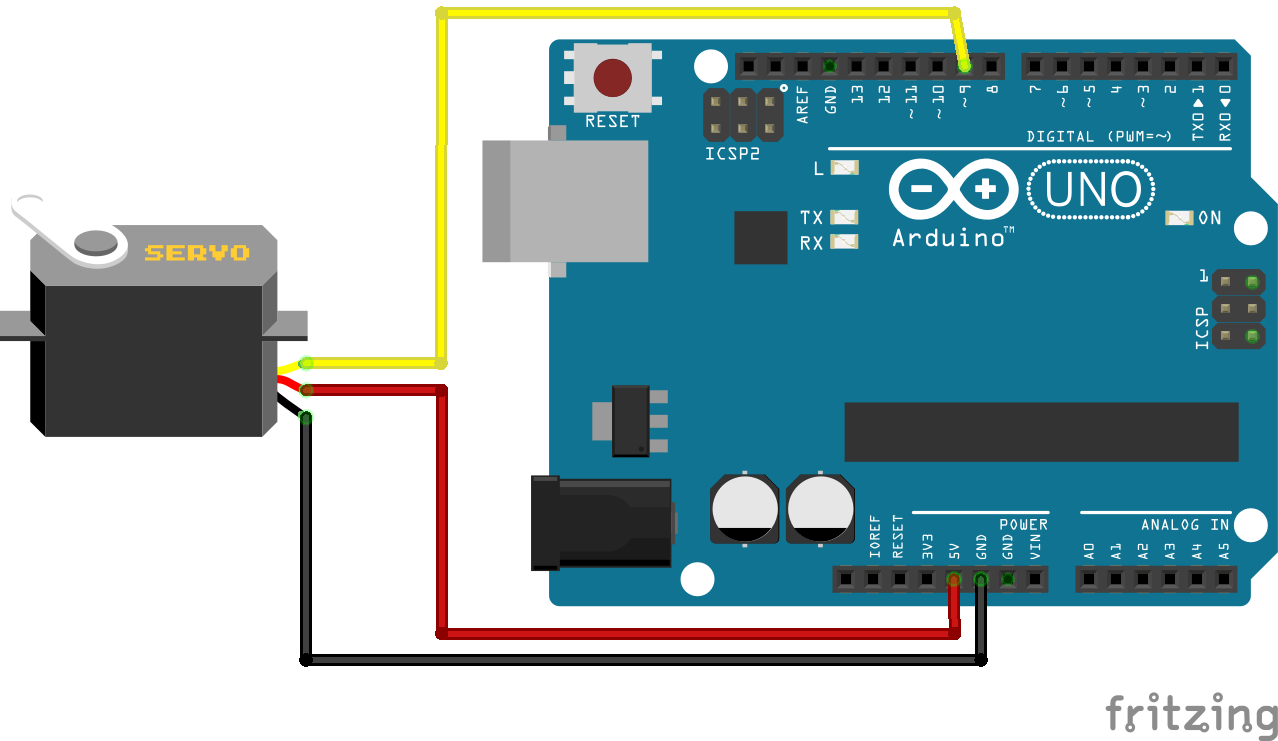 RESET
ICSP2
AREF
GND
13
12
~11
~10
~9
8
7
~6
~5
4
~3
2
TX0 ▶ 1
RX0 ◀ 0
DIGITAL (PWM=~)
L
TX
RX
UNO
Arduino™
ON
SERVO
1
ICSP
POWER
ANALOG IN
IOREF
RESET
3V3
5V
GND
GND
VIN
A0
A1
A2
A3
A4
A5
fritzing